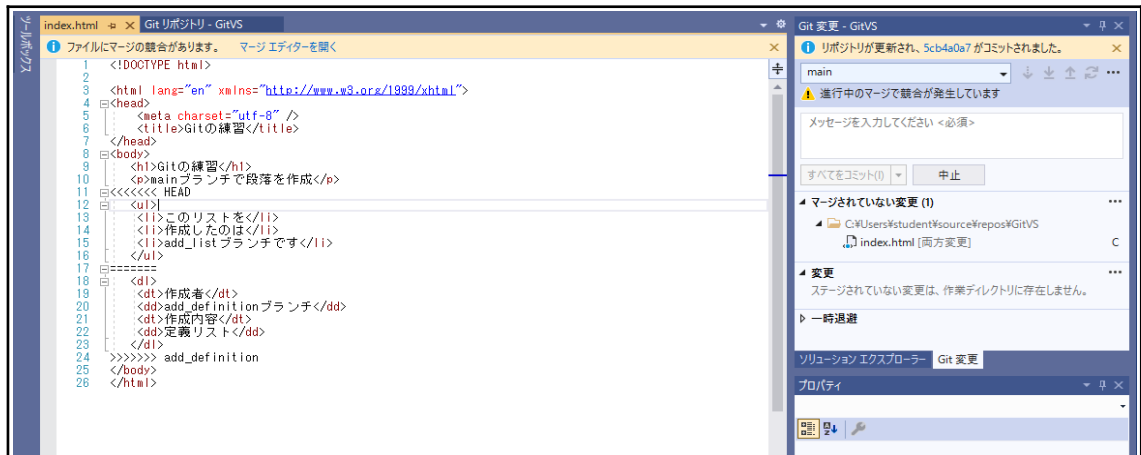 ツールボックス
index.html Git リポジトリ - GitVS
ファイルにマージの競合があります。 マージ エディターを開く
1 <!DOCTYPE html>
2
3 <html lang="en" xmlns="http://www.w3.org/1999/xhtml">
4 <head>
5 <meta charset="utf-8" />
6 <title>Gitの練習</title>
7 </head>
8 <body>
9 <h1>Gitの練習</h1>
10 <p>mainブランチで段落を作成</p>
11 <<<<<<< HEAD
12 <ul>
13 <li>このリストを</li>
14 <li>作成したのは</li>
15 <li>add_listブランチです</li>
16 </ul>
17 =======
18 <dl>
19 <dt>作成者</dt>
20 <dd>add_definitionブランチ</dd>
21 <dt>作成内容</dt>
22 <dd>定義リスト</dd>
23 </dl>
24 >>>>>>> add_definition
25 </body>
26 </html>
Git 変更 - GitVS
リポジトリが更新され、5cb4a0a7 がコミットされました。
main
進行中のマージで競合が発生しています
メッセージを入力してください <必須>
すべてをコミット(I) 中止
マージされていない変更 (1)
C:¥Users¥student¥source¥repos¥GitVS
index.html [両方変更] C
変更
ステージされていない変更は、作業ディレクトリに存在しません。
一時退避
ソリューション エクスプローラー Git 変更
プロパティ